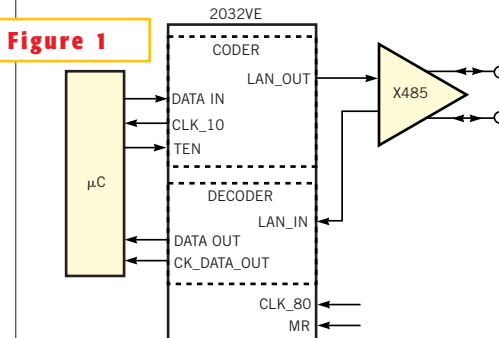 Figure 1
2032VE
CODER
LAN_OUT
DATA IN
CLK_10
TEN
X485
μC
DECODER
LAN_IN
DATA OUT
CK_DATA_OUT
CLK_80
MR